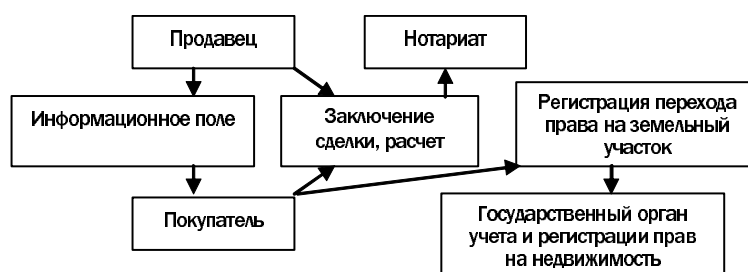 Продавец
Нотариат
Информационное поле
Заключение
сделки, расчет
Регистрация перехода
права на земельный
участок
Покупатель
Государственный орган
учета и регистрации прав
на недвижимость